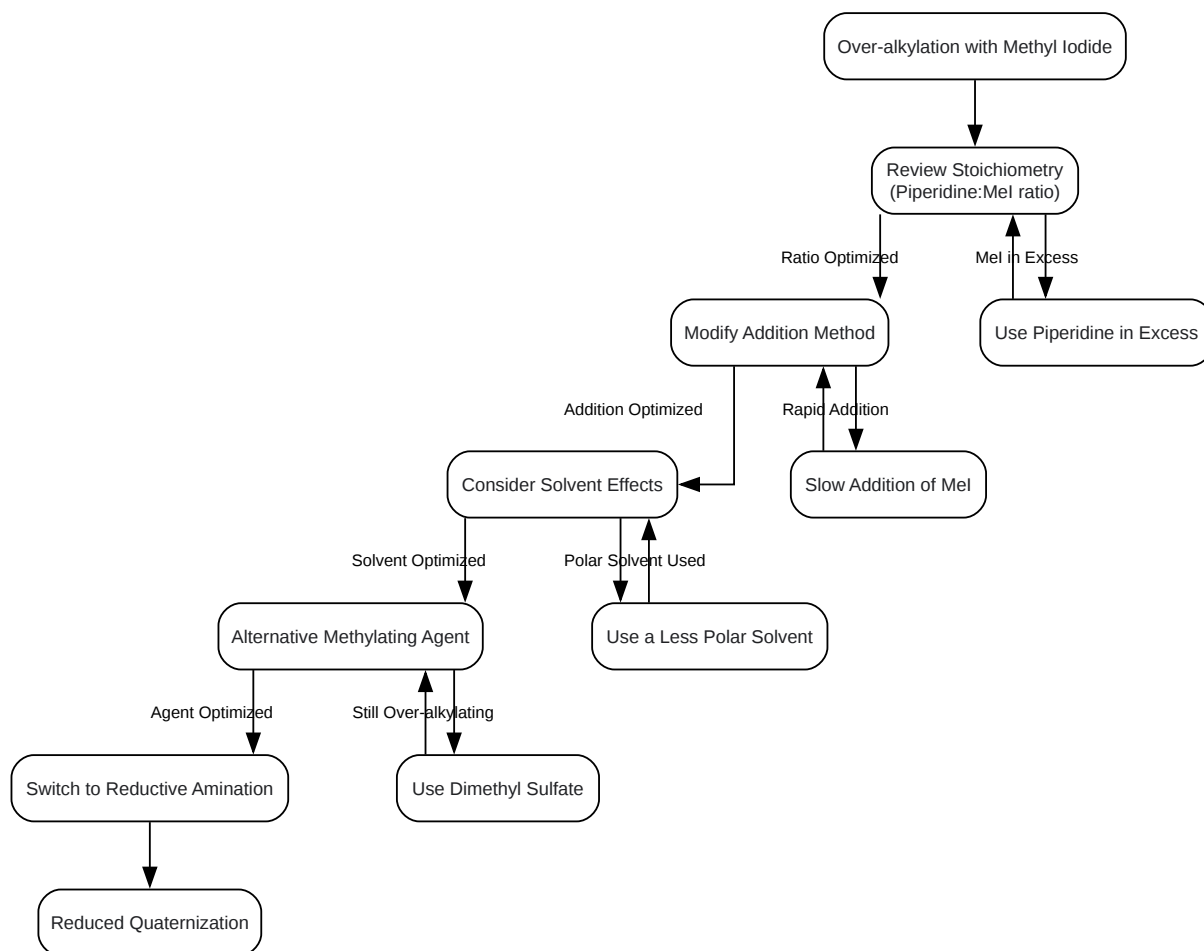 Over-alkylation with Methyl Iodide
Review Stoichiometry
(Piperidine:MeI ratio)
Ratio Optimized
MeI in Excess
Modify Addition Method
Use Piperidine in Excess
Addition Optimized
Rapid Addition
Consider Solvent Effects
Slow Addition of MeI
Solvent Optimized
Polar Solvent Used
Alternative Methylating Agent
Use a Less Polar Solvent
Agent Optimized
Still Over-alkylating
Switch to Reductive Amination
Use Dimethyl Sulfate
Reduced Quaternization